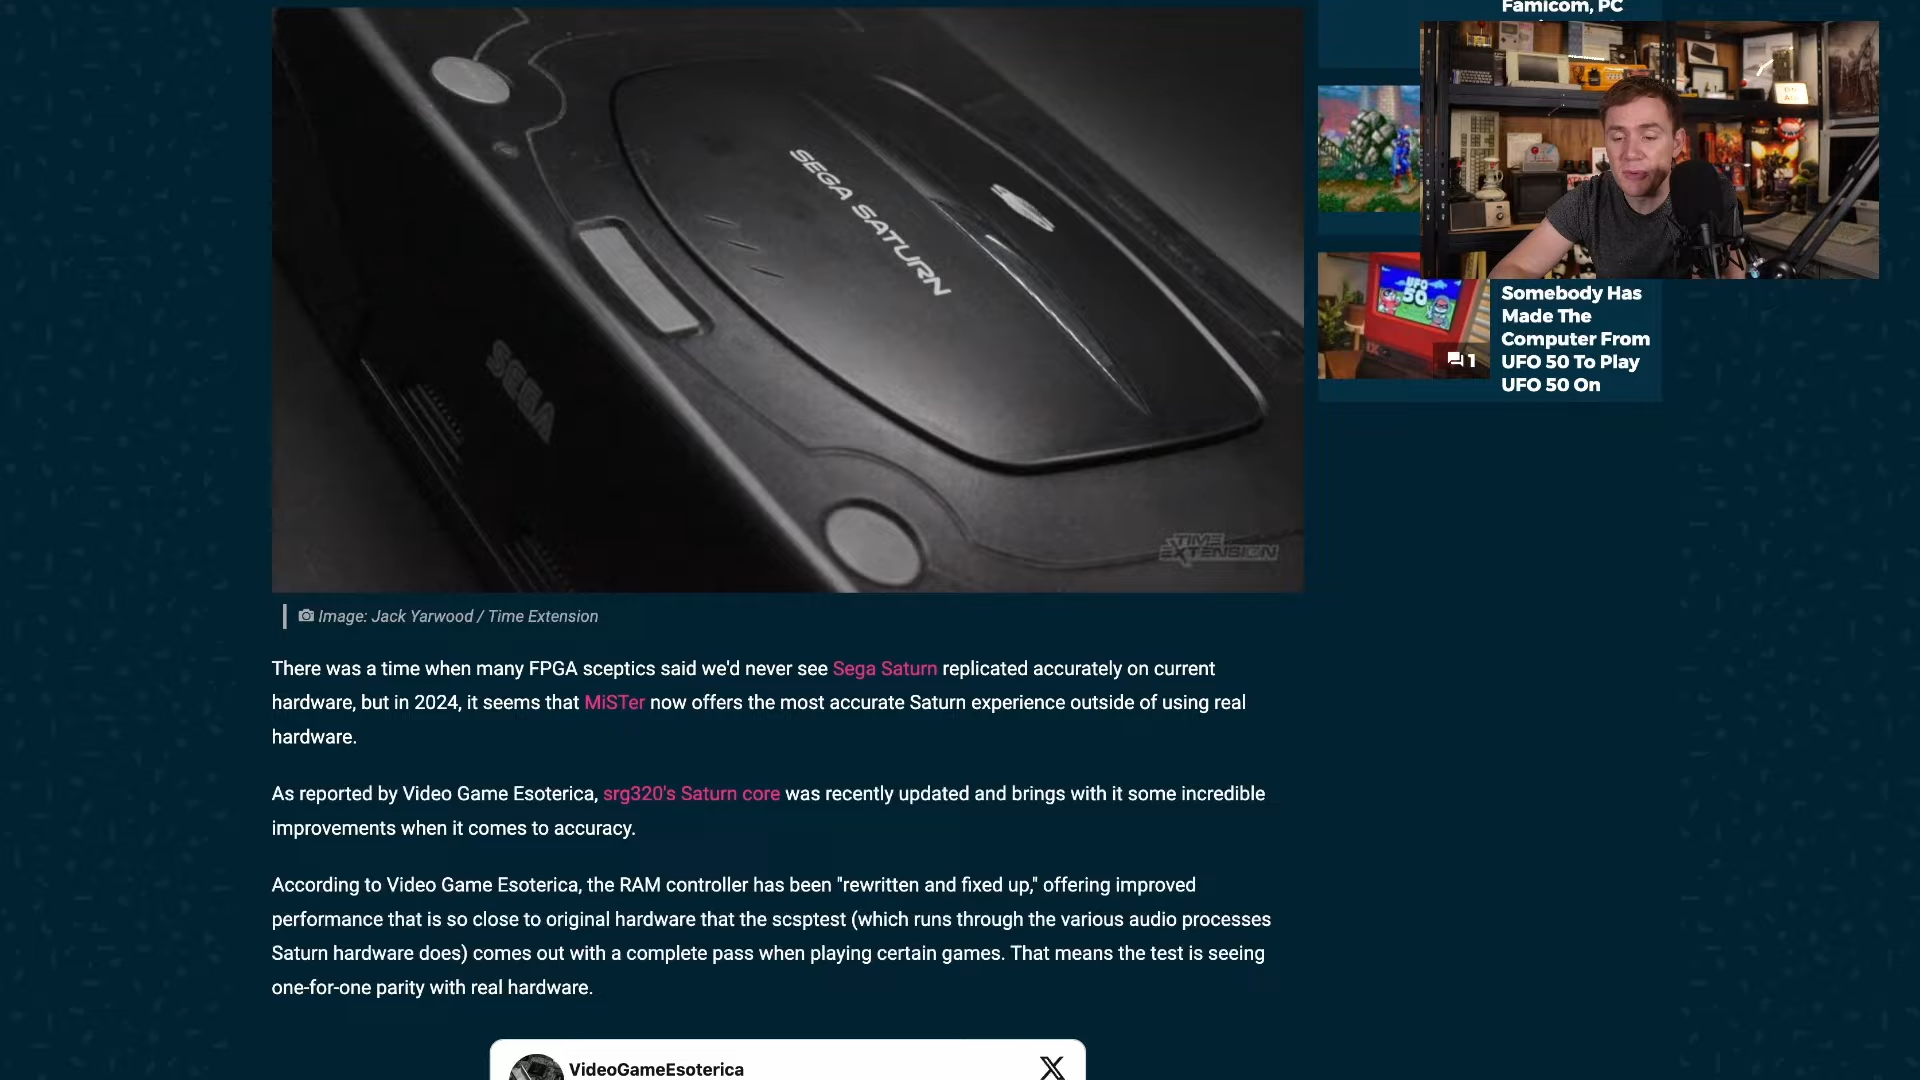 Famicom, PC
SEGA SATURN
SEGA
TIME
EXTENSION
UFO
50
1
Somebody Has
Made The
Computer From
UFO 50 To Play
UFO 50 On
Image: Jack Yarwood / Time Extension
There was a time when many FPGA sceptics said we'd never see Sega Saturn replicated accurately on current
hardware, but in 2024, it seems that MiSTer now offers the most accurate Saturn experience outside of using real
hardware.
As reported by Video Game Esoterica, srg320's Saturn core was recently updated and brings with it some incredible
improvements when it comes to accuracy.
According to Video Game Esoterica, the RAM controller has been "rewritten and fixed up," offering improved
performance that is so close to original hardware that the scsptest (which runs through the various audio processes
Saturn hardware does) comes out with a complete pass when playing certain games. That means the test is seeing
one-for-one parity with real hardware.
VideoGameEsoterica